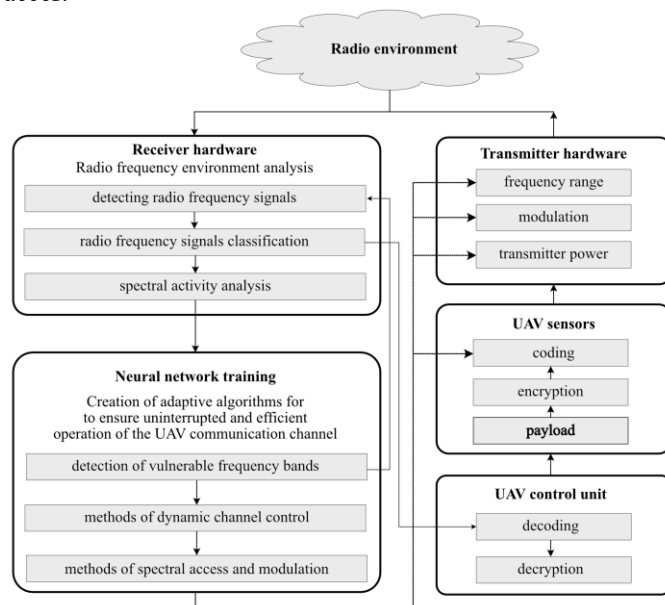 Radio environment
Receiver hardware
Radio frequency environment analysis
detecting radio frequency signals
radio frequency signals classification
spectral activity analysis
Neural network training
Creation of adaptive algorithms for
to ensure uninterrupted and efficient
operation of the UAV communication channel
detection of vulnerable frequency bands
methods of dynamic channel control
methods of spectral access and modulation
Transmitter hardware
frequency range
modulation
transmitter power
UAV sensors
coding
encryption
payload
UAV control unit
decoding
decryption